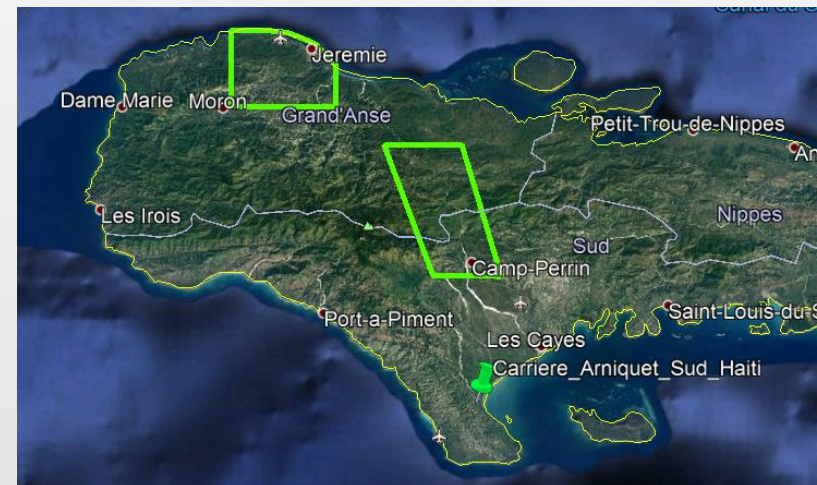 Jeremie
Dame Marie
Moron
Grand'Anse
Petit-Trou-de-Nippes
Les Irois
Nippes
Sud
Camp-Perrin
Port-a-Piment
Saint-Louis-du-S
Les Cayes
Carriere_Arniquet_Sud_Haiti